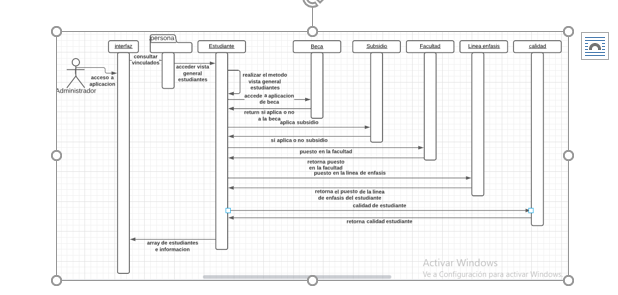 persona
interfaz
Estudiante
Beca
Subsidio
Facultad
Linea enfasis
calidad
consultar
vinculados
acceder vista
general
estudiantes
acceso a
aplicacion
Administrador
realizar el metodo
vista general
estudiantes
accede a aplicacion
de beca
return si aplica o no
a la beca
aplica subsidio
si aplica o no subsidio
puesto en la facultad
retorna puesto
en la facultad
puesto en la linea de enfasis
retorna el puesto de la linea
de enfasis del estudiante
calidad de estudiante
retorna calidad estudiante
array de estudiantes
e informacion
Activar Windows
Ve a Configuración para activar Windows.